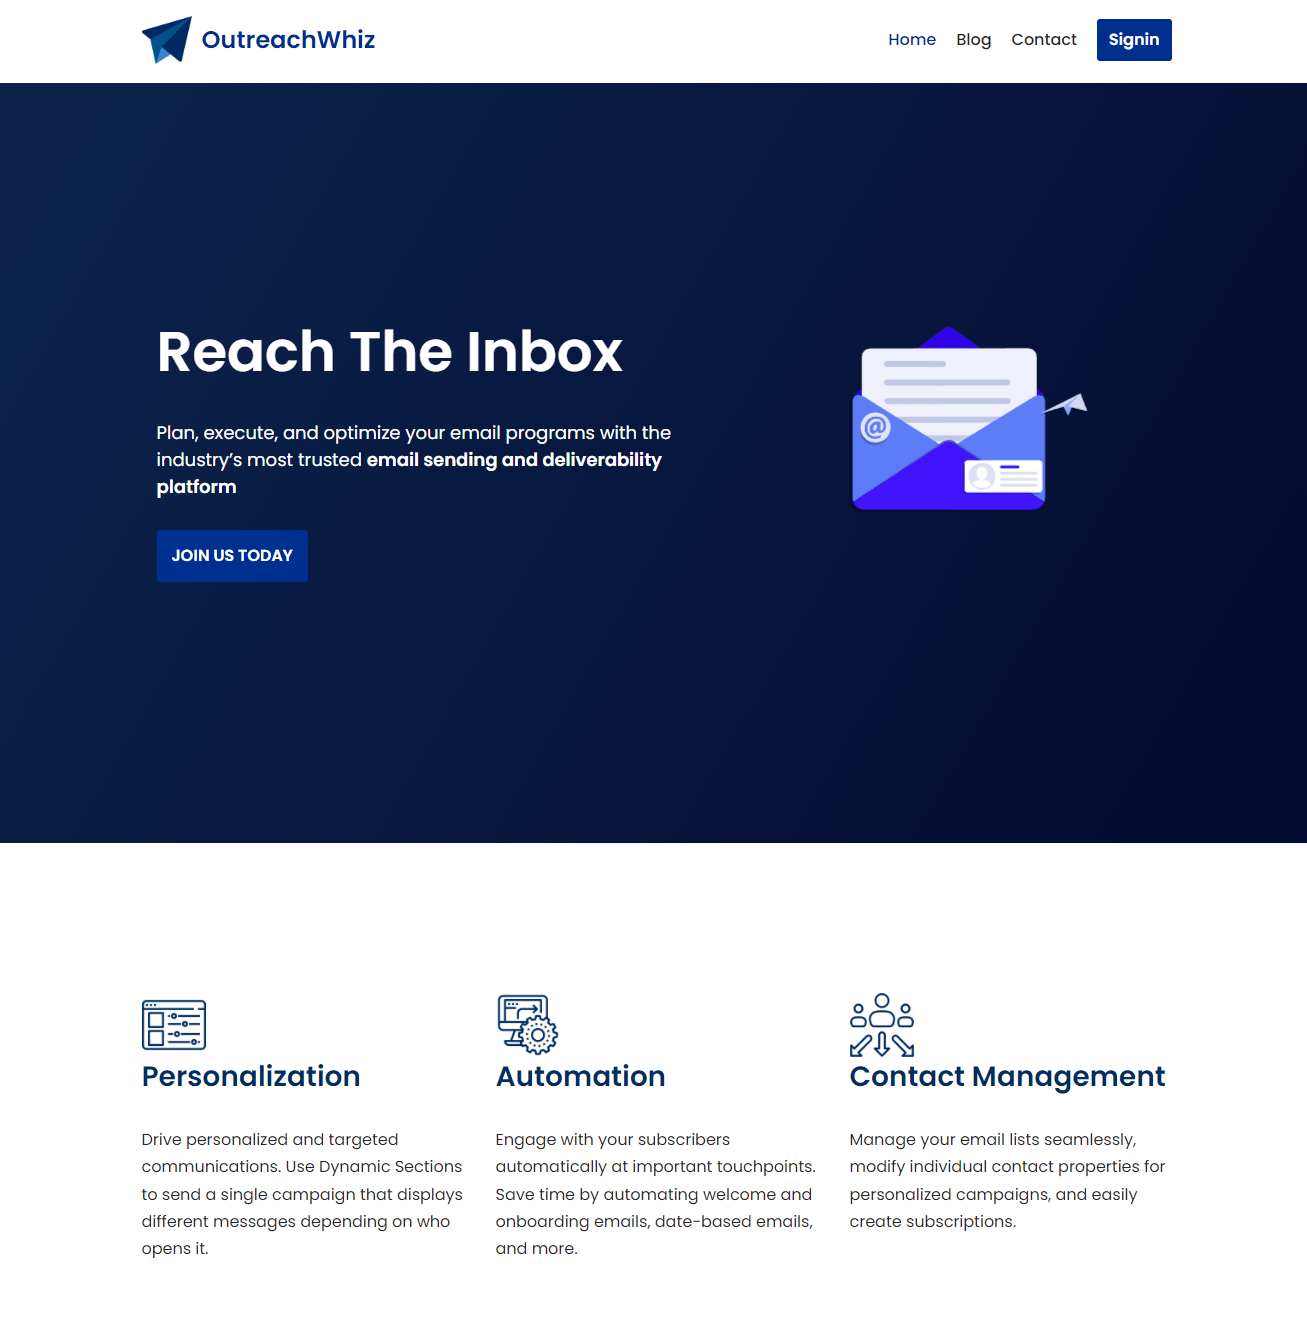 OutreachWhiz
Home Blog Contact Signin
Reach The Inbox
Plan, execute, and optimize your email programs with the
industry’s most trusted email sending and deliverability
platform
@
JOIN US TODAY
Personalization
Drive personalized and targeted
communications. Use Dynamic Sections
to send a single campaign that displays
different messages depending on who
opens it.
Automation
Engage with your subscribers
automatically at important touchpoints.
Save time by automating welcome and
onboarding emails, date-based emails,
and more.
Contact Management
Manage your email lists seamlessly,
modify individual contact properties for
personalized campaigns, and easily
create subscriptions.